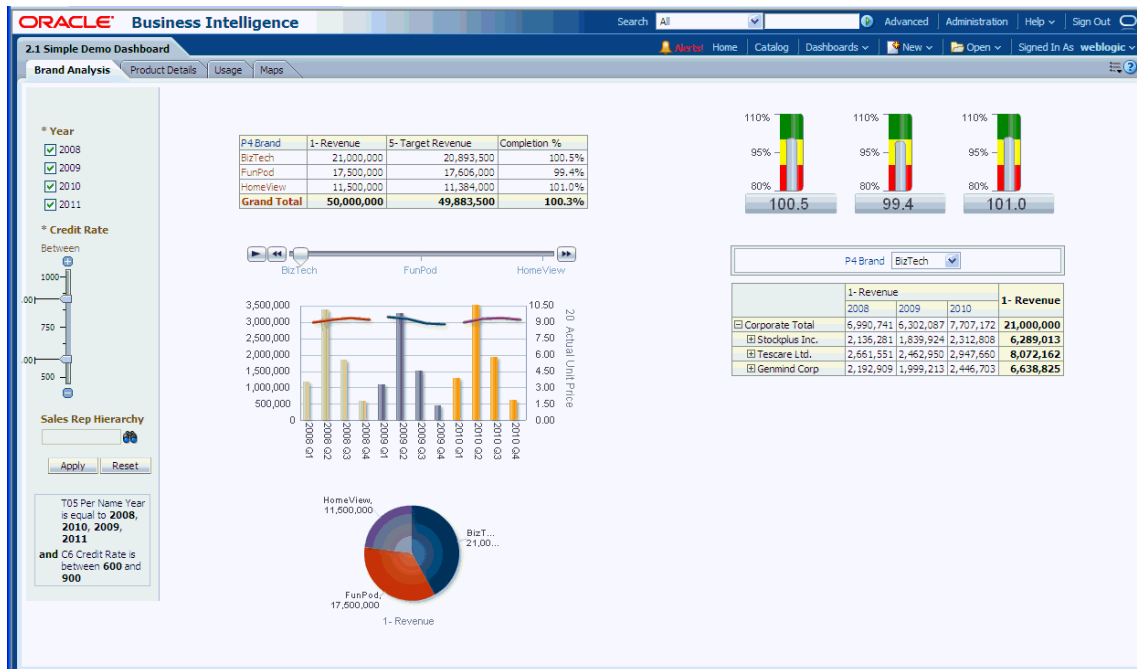 ORACLE Business Intelligence
Search All Advanced Administration Help Sign Out
2.1 Simple Demo Dashboard
Alerts! Home Catalog Dashboards New Open Signed In As weblogic
Brand Analysis Product Details Usage Maps
* Year
2008
2009
2010
2011
* Credit Rate
Between
1000
00
750
00
500
Sales Rep Hierarchy
Apply Reset
T05 Per Name Year
is equal to 2008,
2010, 2009,
2011
and C6 Credit Rate is
between 600 and
900
P4 Brand 1- Revenue 5- Target Revenue Completion %
BizTech 21,000,000 20,893,500 100.5%
FunPod 17,500,000 17,606,000 99.4%
HomeView 11,500,000 11,384,000 101.0%
Grand Total 50,000,000 49,883,500 100.3%
BizTech FunPod HomeView
3,500,000 10.50
3,000,000 9.00
2,500,000 7.50
2,000,000 6.00
1,500,000 4.50
1,000,000 3.00
500,000 1.50
0 0.00
20 Actual Unit Price
2008 Q1
2008 Q2
2008 Q3
2008 Q4
2009 Q1
2009 Q2
2009 Q3
2009 Q4
2010 Q1
2010 Q2
2010 Q3
2010 Q4
HomeView,
11,500,000
BizT...
21,00...
FunPod,
17,500,000
1- Revenue
110% 110% 110%
95% 95% 95%
80% 80% 80%
100.5 99.4 101.0
P4 Brand BizTech
1- Revenue 1- Revenue
2008 2009 2010
Corporate Total 6,990,741 6,302,087 7,707,172 21,000,000
Stockplus Inc. 2,136,281 1,839,924 2,312,808 6,289,013
Tescare Ltd. 2,661,551 2,462,950 2,947,660 8,072,162
Genmind Corp 2,192,909 1,999,213 2,446,703 6,638,825